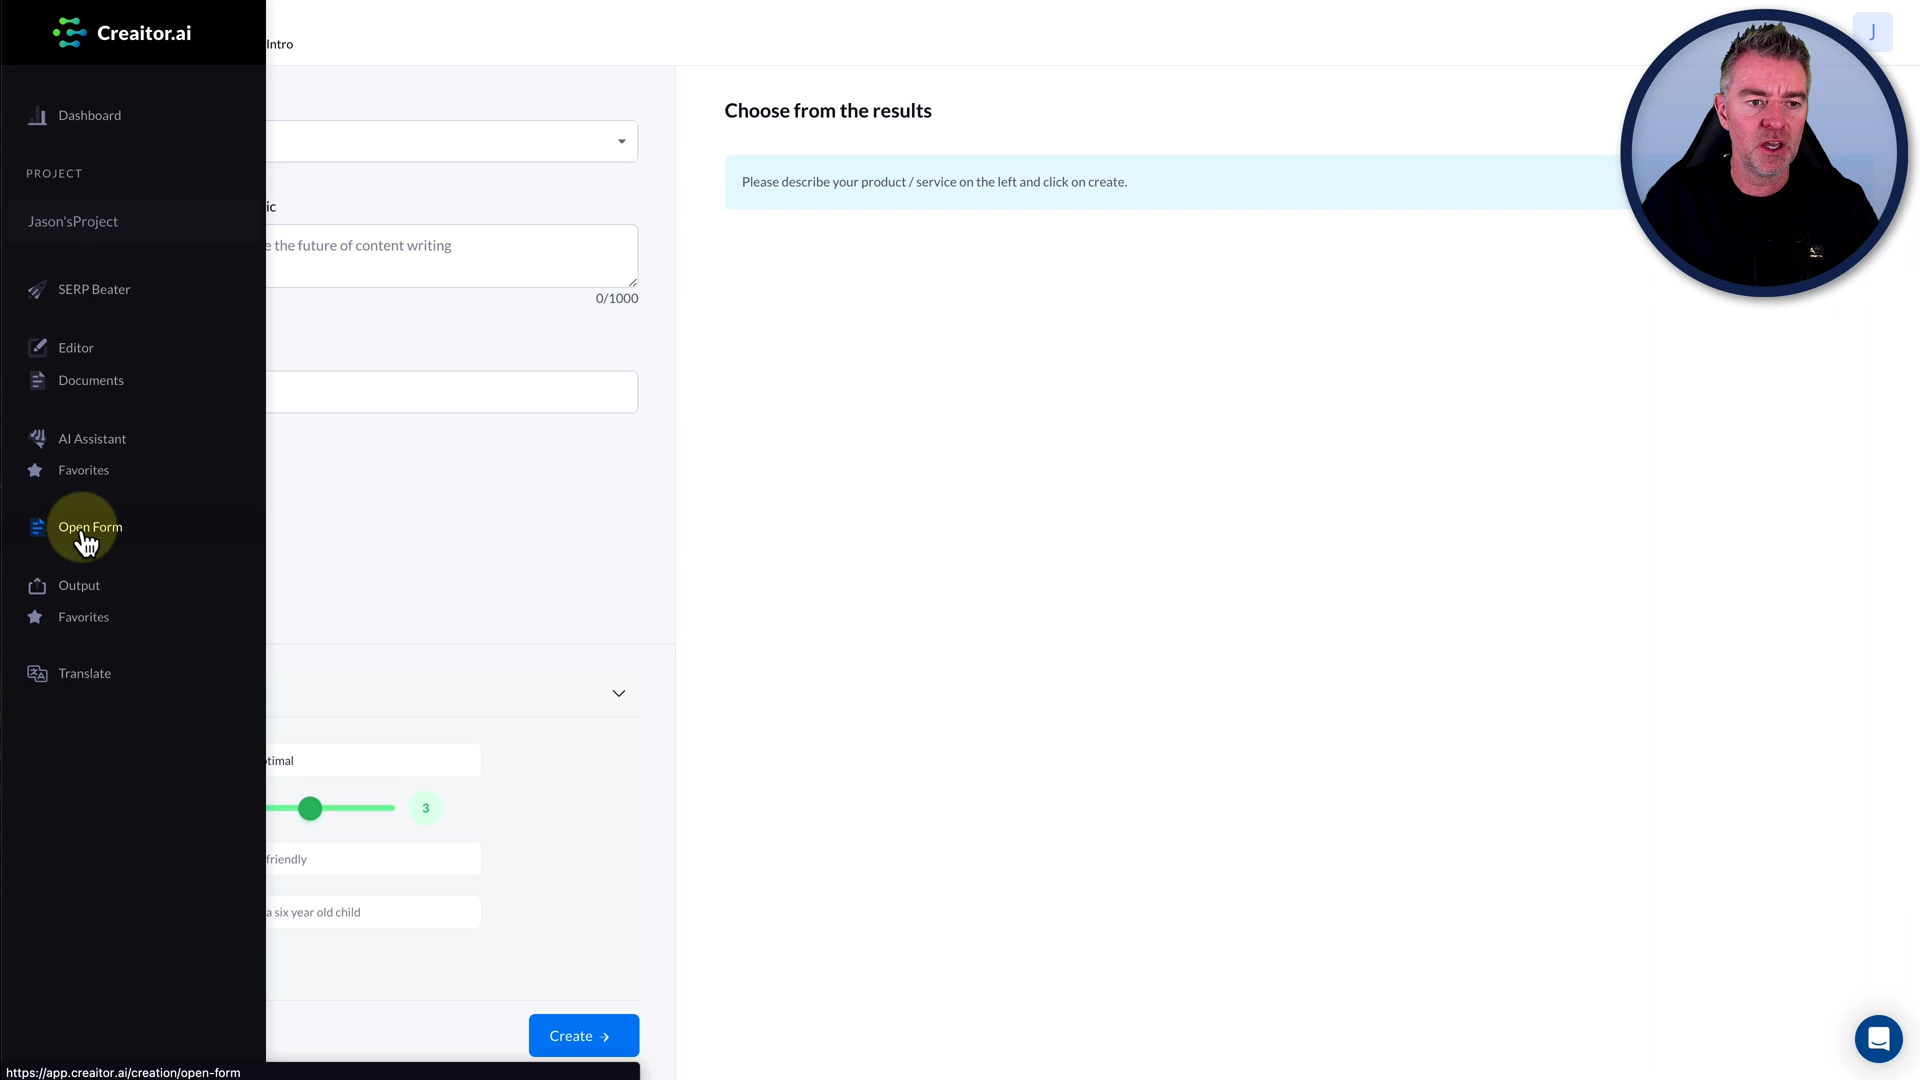 Creaitor.ai
Intro
J
Dashboard
PROJECT
Jason'sProject
SERP Beater
Editor
Documents
AI Assistant
Favorites
Open Form
Output
Favorites
Translate
ic
e the future of content writing
0/1000
timal
3
friendly
a six year old child
Create →
Choose from the results
Please describe your product / service on the left and click on create.
https://app.creaitor.ai/creation/open-form